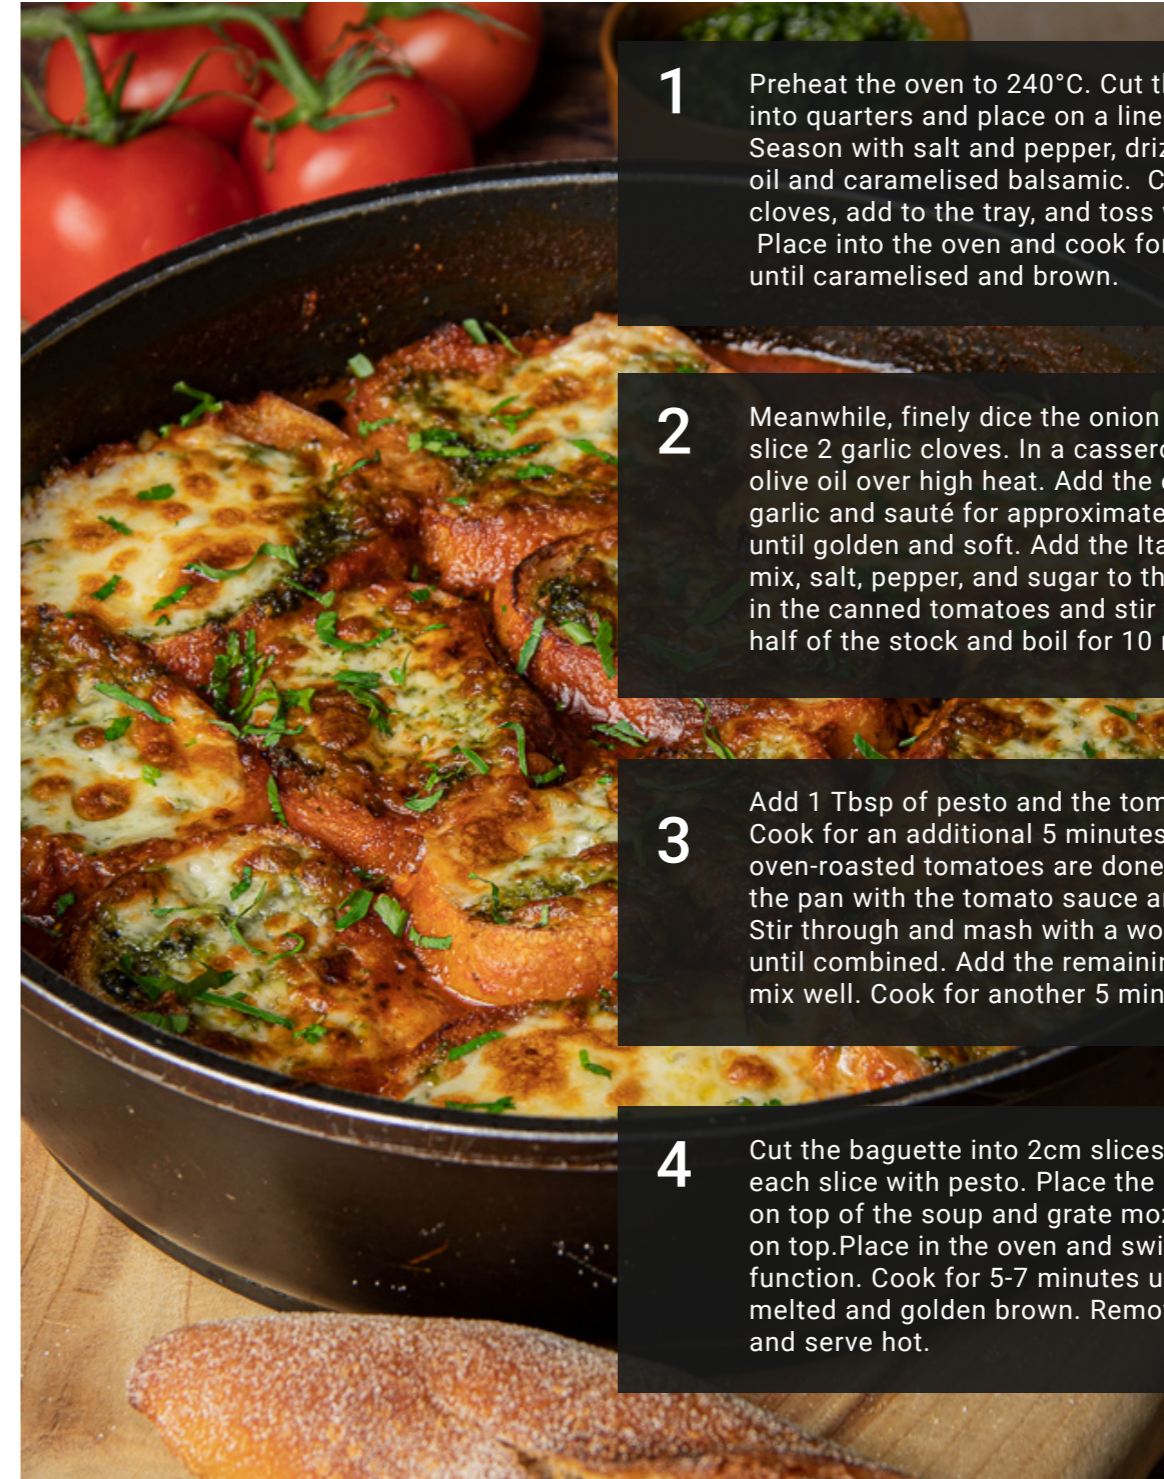 1
Preheat the oven to 240°C. Cut
into quarters and place on a
Season with salt and pepper,
oil and caramelised balsamic.
cloves, add to the tray, and toss
Place into the oven and cook
until caramelised and brown.
2
Meanwhile, finely dice the onion
slice 2 garlic cloves. In a
olive oil over high heat. Add the
garlic and sauté for
until golden and soft. Add the
mix, salt, pepper, and sugar to
in the canned tomatoes and stir
half of the stock and boil for 10
3
Add 1 Tbsp of pesto and the
Cook for an additional 5 minutes
oven-roasted tomatoes are done
the pan with the tomato sauce
Stir through and mash with a
until combined. Add the
mix well. Cook for another 5
4
Cut the baguette into 2cm slices
each slice with pesto. Place the
on top of the soup and grate
on top.Place in the oven and
function. Cook for 5-7 minutes
melted and golden brown.
and serve hot.